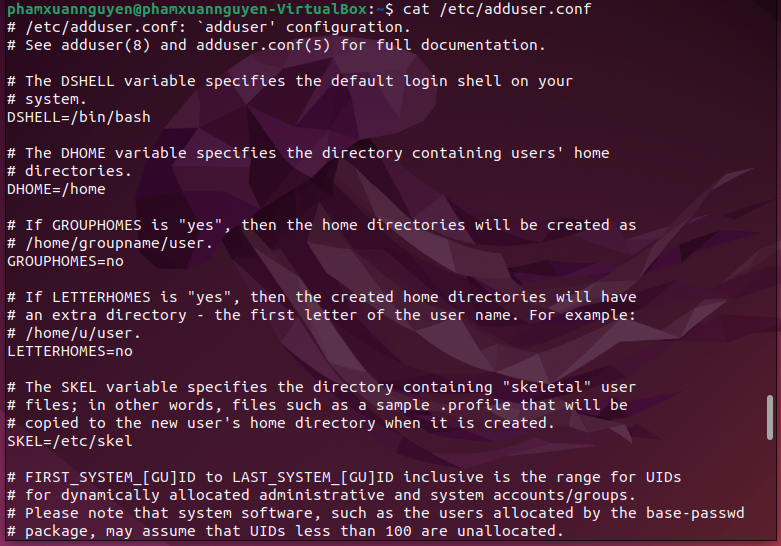 phamxuannguyen@phamxuannguyen-VirtualBox:~$ cat /etc/adduser.conf
# /etc/adduser.conf: `adduser' configuration.
# See adduser(8) and adduser.conf(5) for full documentation.
# The DSHELL variable specifies the default login shell on your
# system.
DSHELL=/bin/bash
# The DHOME variable specifies the directory containing users' home
# directories.
DHOME=/home
# If GROUPHOMES is "yes", then the home directories will be created as
# /home/groupname/user.
GROUPHOMES=no
# If LETTERHOMES is "yes", then the created home directories will have
# an extra directory - the first letter of the user name. For example:
# /home/u/user.
LETTERHOMES=no
# The SKEL variable specifies the directory containing "skeletal" user
# files; in other words, files such as a sample .profile that will be
# copied to the new user's home directory when it is created.
SKEL=/etc/skel
# FIRST_SYSTEM_[GU]ID to LAST_SYSTEM_[GU]ID inclusive is the range for UIDs
# for dynamically allocated administrative and system accounts/groups.
# Please note that system software, such as the users allocated by the base-passwd
# package, may assume that UIDs less than 100 are unallocated.